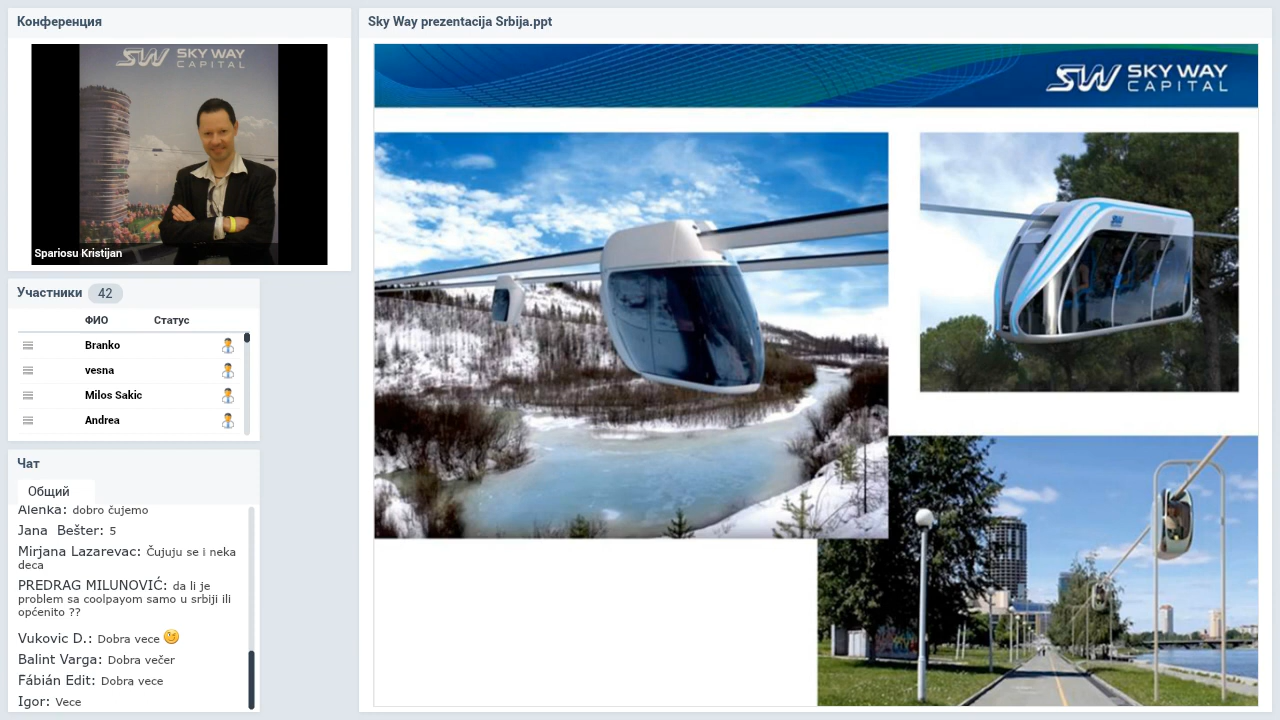 Конференция
SW SKY WAY
CAPITAL
Spariosu Kristijan
Участники 42
ФИО Статус
Branko
vesna
Milos Sakic
Andrea
Чат
Общий
Alenka: dobro čujemo
Jana Bešter: 5
Mirjana Lazarevac: Čujuju se i neka
deca
PREDRAG MILUNOVIĆ: da li je
problem sa coolpayom samo u srbiji ili
općenito ??
Vukovic D.: Dobra vece
Balint Varga: Dobra večer
Fábián Edit: Dobra vece
Igor: Vece
Sky Way prezentacija Srbija.ppt
SW SKY WAY
CAPITAL